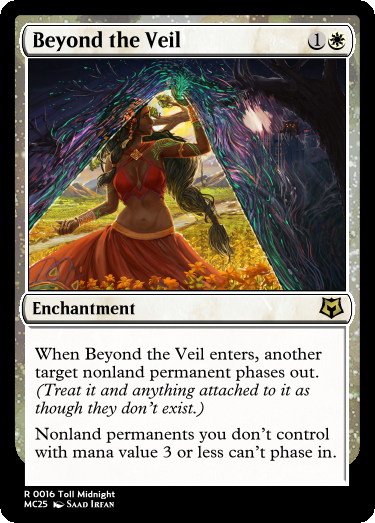 Beyond the Veil 1
Enchantment
When Beyond the Veil enters, another
target nonland permanent phases out.
(Treat it and anything attached to it as
though they don't exist.)
Nonland permanents you don't control
with mana value 3 or less can't phase in.
R 0016 Toll Midnight
MC25 Saad Irfan